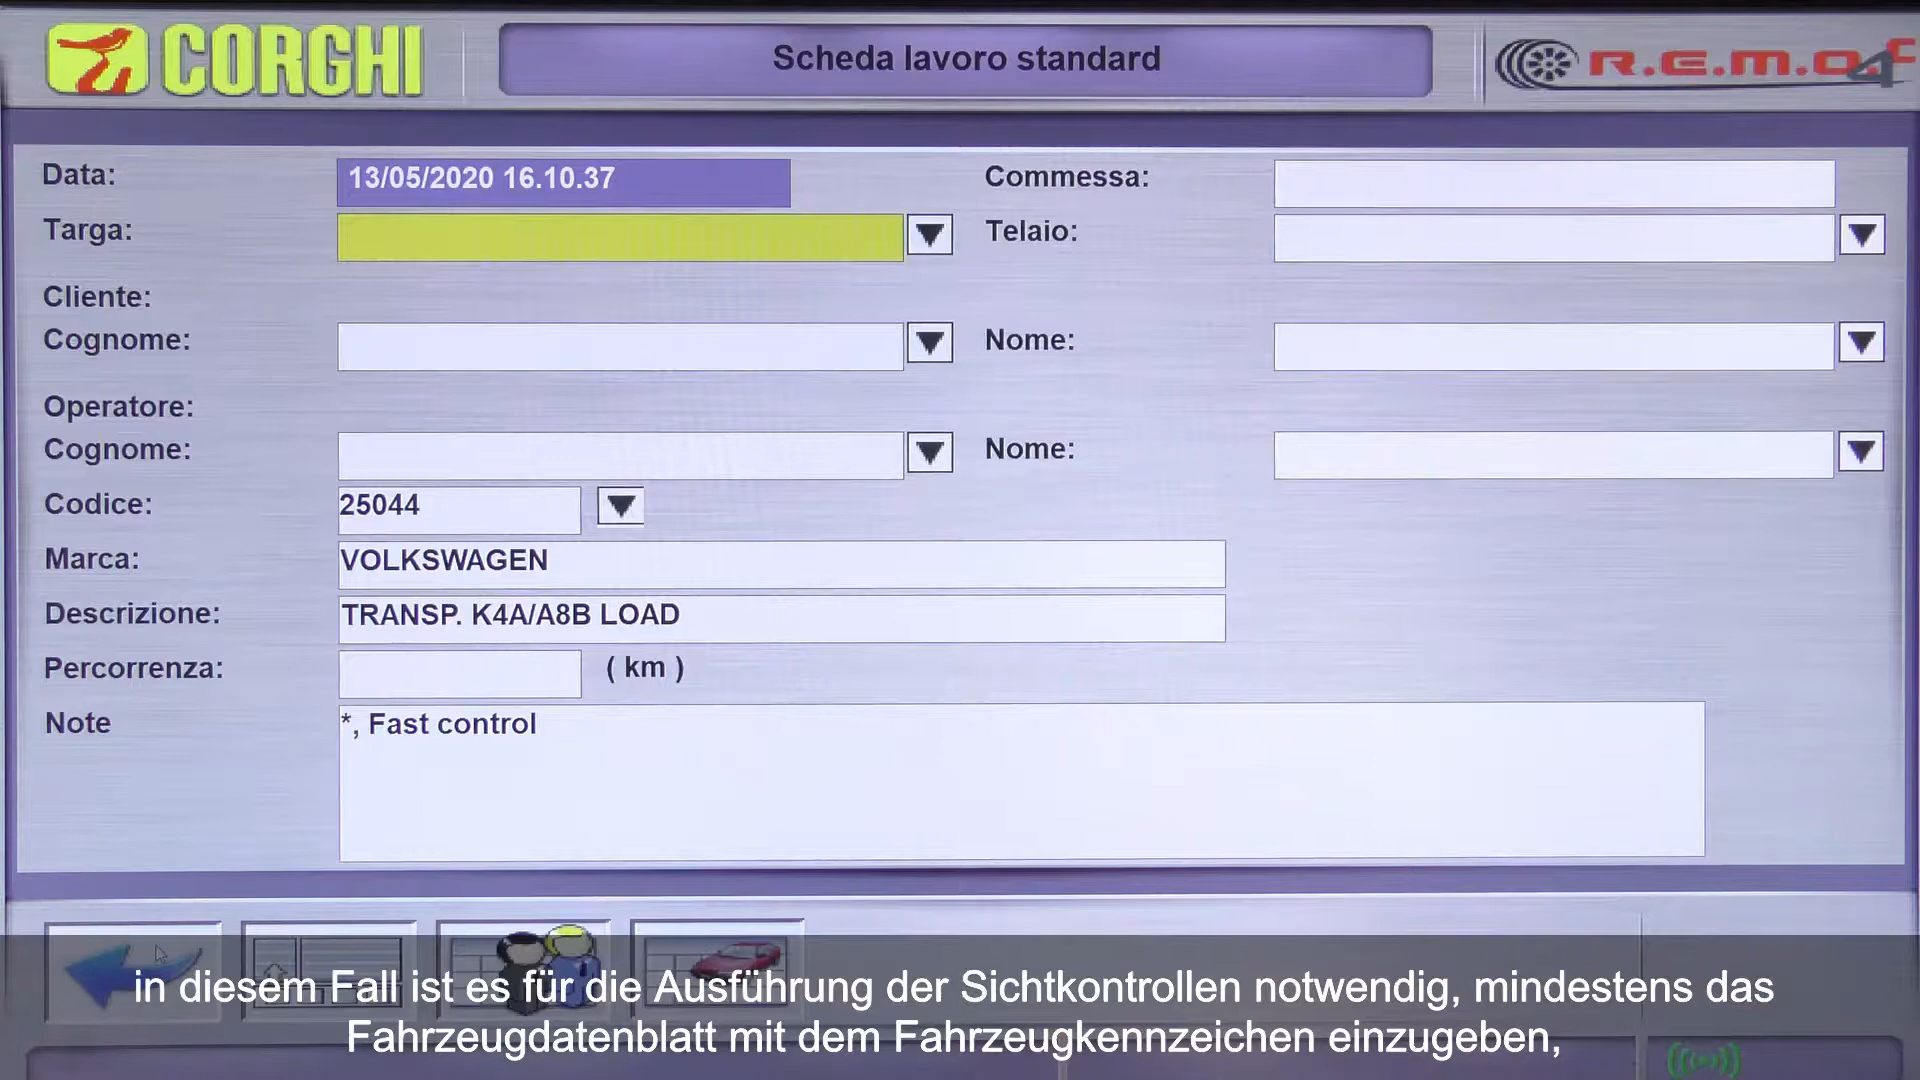 CORGHI
Scheda lavoro standard
R.E.M.O.
Data: 13/05/2020 16.10.37 Commessa:
Targa: Telaio:
Cliente:
Cognome: Nome:
Operatore:
Cognome: Nome:
Codice: 25044
Marca: VOLKSWAGEN
Descrizione: TRANSP. K4A/A8B LOAD
Percorrenza: ( km )
Note *, Fast control
in diesem Fall ist es für die Ausführung der Sichtkontrollen notwendig, mindestens das
Fahrzeugdatenblatt mit dem Fahrzeugkennzeichen einzugeben,